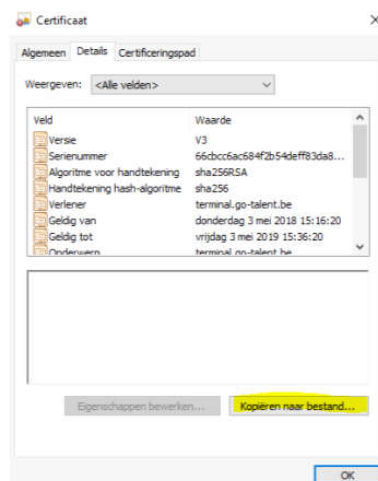 Certificaat
Algemeen Details Certificeringspad
Weergeven: <Alle velden>
Veld Waarde
Versie V3
Serienummer 66cbcc6ac684f2b54deff83da8...
Algoritme voor handtekening sha256RSA
Handtekening hash-algoritme sha256
Verlener terminal.go-talent.be
Geldig van donderdag 3 mei 2018 15:16:20
Geldig tot vrijdag 3 mei 2019 15:36:20
Onderwerp terminal.go-talent.be
Eigenschappen bewerken... Kopiëren naar bestand...
OK